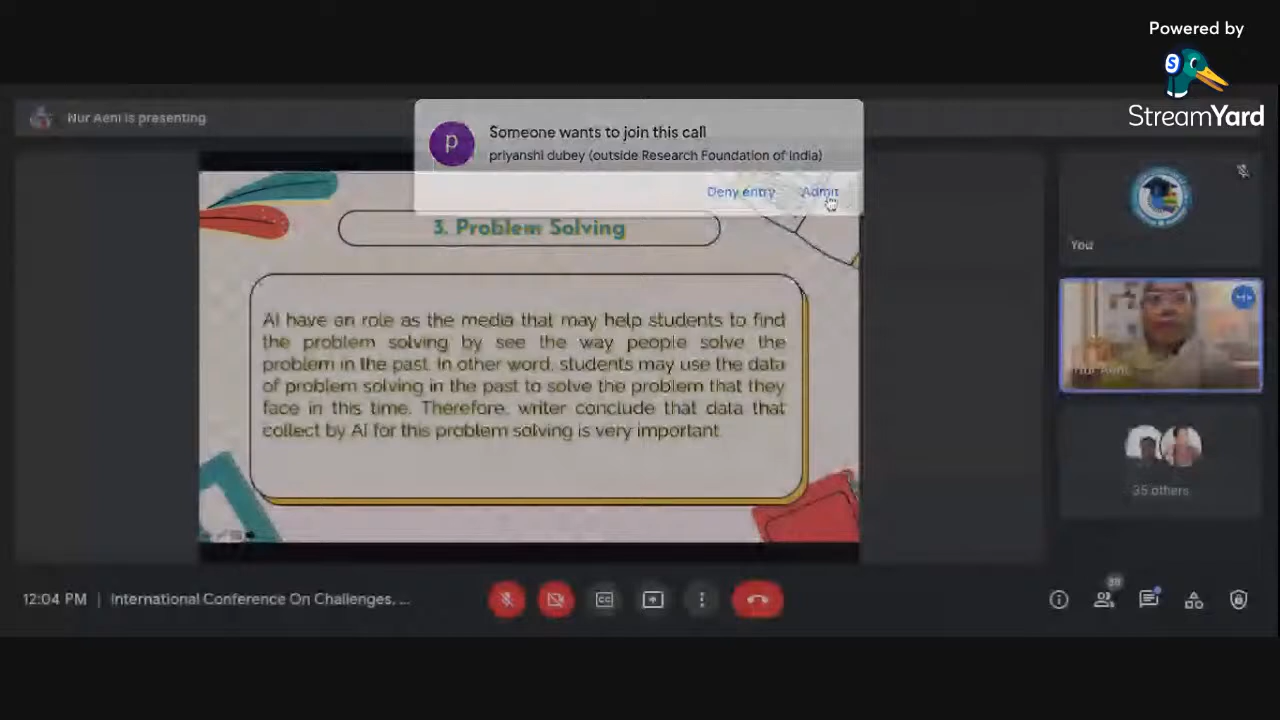 Powered by
StreamYard
Nur Aeni is presenting
p
Someone wants to join this call
priyanshi dubey (outside Research Foundation of India)
Deny entry Admit
3. Problem Solving
AI have an role as the media that may help students to find
the problem solving by see the way people solve the
problem in the past. In other word, students may use the data
of problem solving in the past to solve the problem that they
face in this time. Therefore, writer conclude that data that
collect by AI for this problem solving is very important
You
Nur Aeni
35 others
12:04 PM | International Conference On Challenges, ...
CC
38